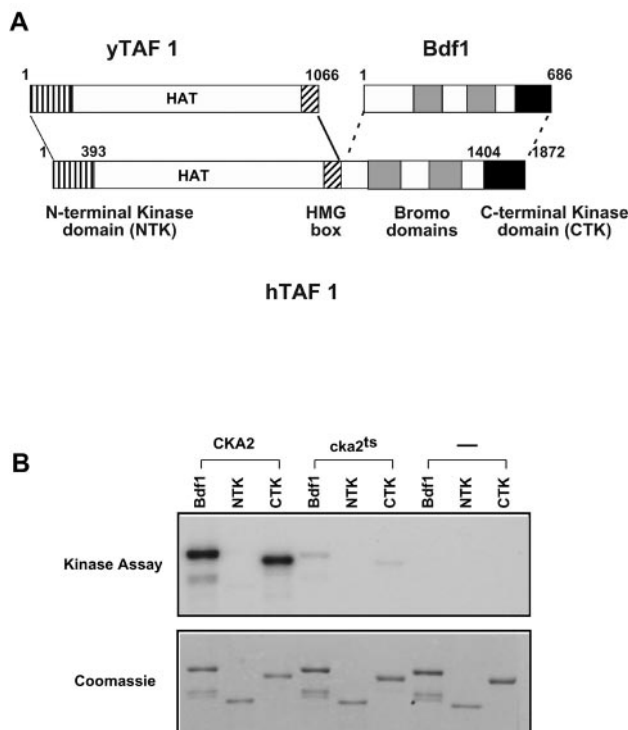 A
yTAF 1 Bdf1
1 1066 1 686
HAT
1 393 1404 1872
HAT
N-terminal Kinase HMG Bromo C-terminal Kinase
domain (NTK) box domains domain (CTK)
hTAF 1
B
CKA2 cka2ts —
Bdf1 NTK CTK Bdf1 NTK CTK Bdf1 NTK CTK
Kinase Assay
Coomassie